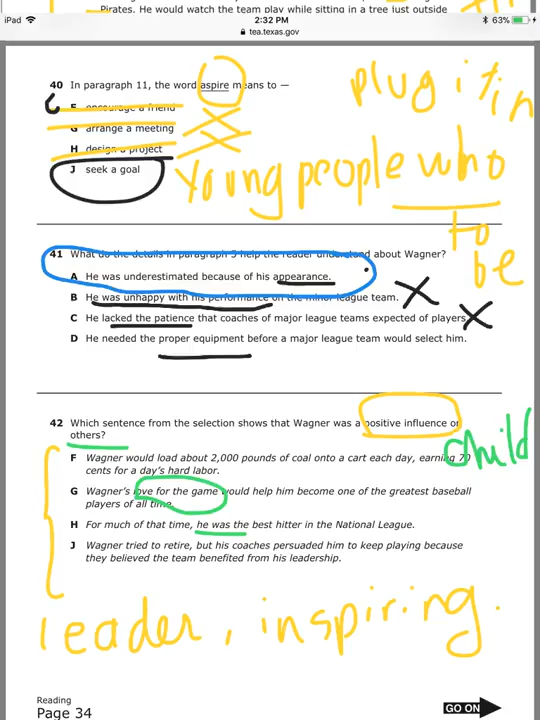 Pirates. He would watch the team play while sitting in a tree just outside
iPad 2:32 PM 63%
tea.texas.gov
40 In paragraph 11, the word aspire means to —
F encourage a friend
G arrange a meeting
H design a project
J seek a goal
plug it in
Young people who
to
be
41 What do the details in paragraph 5 help the reader understand about Wagner?
A He was underestimated because of his appearance.
B He was unhappy with his performance on the minor league team.
C He lacked the patience that coaches of major league teams expected of players.
D He needed the proper equipment before a major league team would select him.
42 Which sentence from the selection shows that Wagner was a positive influence on
others?
child
F Wagner would load about 2,000 pounds of coal onto a cart each day, earning 70
cents for a day's hard labor.
G Wagner's love for the game would help him become one of the greatest baseball
players of all time.
H For much of that time, he was the best hitter in the National League.
J Wagner tried to retire, but his coaches persuaded him to keep playing because
they believed the team benefited from his leadership.
leader, inspiring.
Reading
Page 34
GO ON